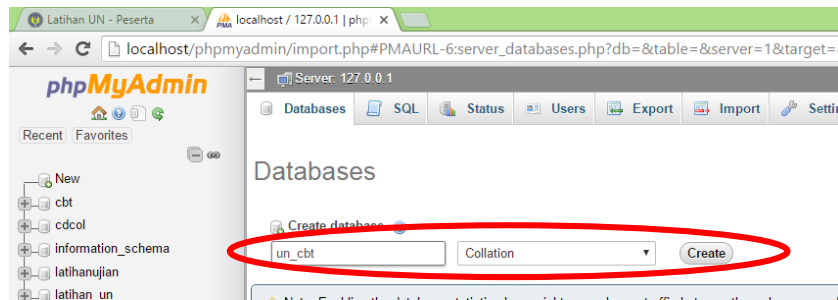 Latihan UN - Peserta
localhost / 127.0.0.1 | php
localhost/phpmyadmin/import.php#PMAURL-6:server_databases.php?db=&table=&server=1&target=
phpMyAdmin
Server: 127.0.0.1
Databases SQL Status Users Export Import Settin
Recent Favorites
New
cbt
cdcol
information_schema
latihanujian
latihan_un
Databases
Create database
un_cbt Collation Create